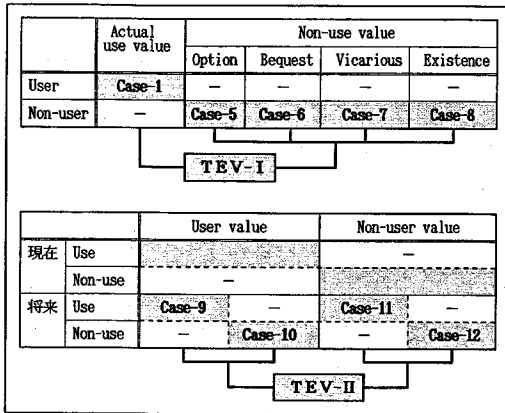 Actual use value Non-use value
Option Bequest Vicarious Existence
User Case-1 — — — —
Non-user — Case-5 Case-6 Case-7 Case-8
TEV-I
User value Non-user value
現在 Use —
Non-use —
将来 Use Case-9 — Case-11 —
Non-use — Case-10 — Case-12
TEV-II